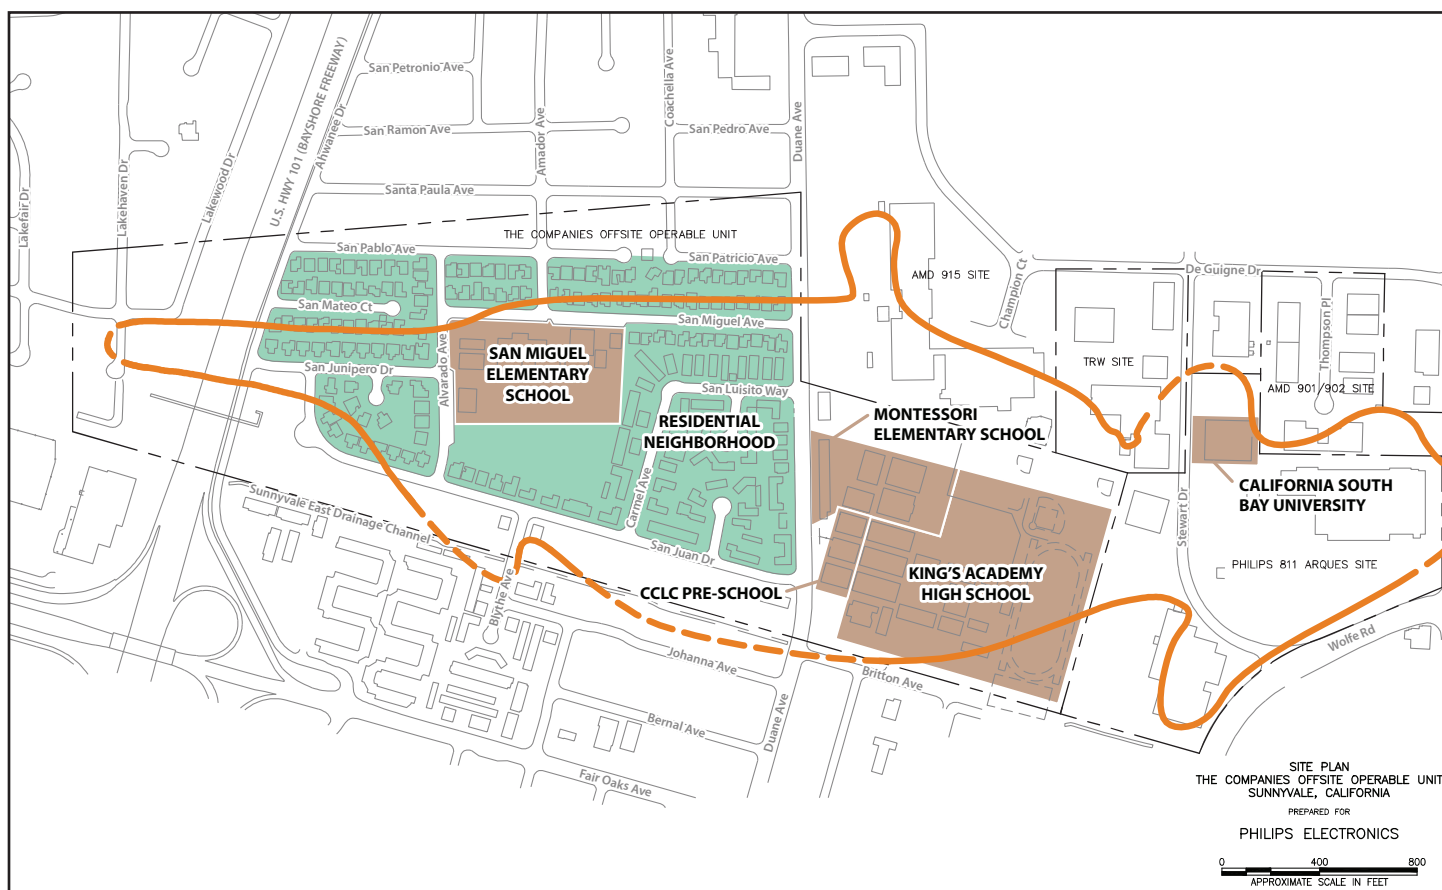 San Petronio Ave
San Ramon Ave
San Pedro Ave
Santa Paula Ave
Amador Ave
Coachella Ave
Duane Ave
Ahwanee Dr
U.S. HWY 101 (BAYSHORE FREEWAY)
Lakewood Dr
Lakehaven Dr
Lakefair Dr
THE COMPANIES OFFSITE OPERABLE UNIT
San Pablo Ave
San Patricio Ave
AMD 915 SITE
Champion Ct
De Guigne Dr
San Mateo Ct
San Miguel Ave
Thompson Pl
TRW SITE
AMD 901/902 SITE
SAN MIGUEL
ELEMENTARY
SCHOOL
San Junipero Dr
Alvarado Ave
San Luisito Way
RESIDENTIAL
NEIGHBORHOOD
MONTESSORI
ELEMENTARY SCHOOL
CALIFORNIA SOUTH
BAY UNIVERSITY
Sunnyvale East Drainage Channel
Carmel Ave
San Juan Dr
Stewart Dr
PHILIPS 811 ARQUES SITE
KING'S ACADEMY
HIGH SCHOOL
CCLC PRE-SCHOOL
Blythe Ave
Wolfe Rd
Johanna Ave
Britton Ave
Bernal Ave
Duane Ave
Fair Oaks Ave
SITE PLAN
THE COMPANIES OFFSITE OPERABLE UNIT
SUNNYVALE, CALIFORNIA
PREPARED FOR
PHILIPS ELECTRONICS
0 400 800
APPROXIMATE SCALE IN FEET